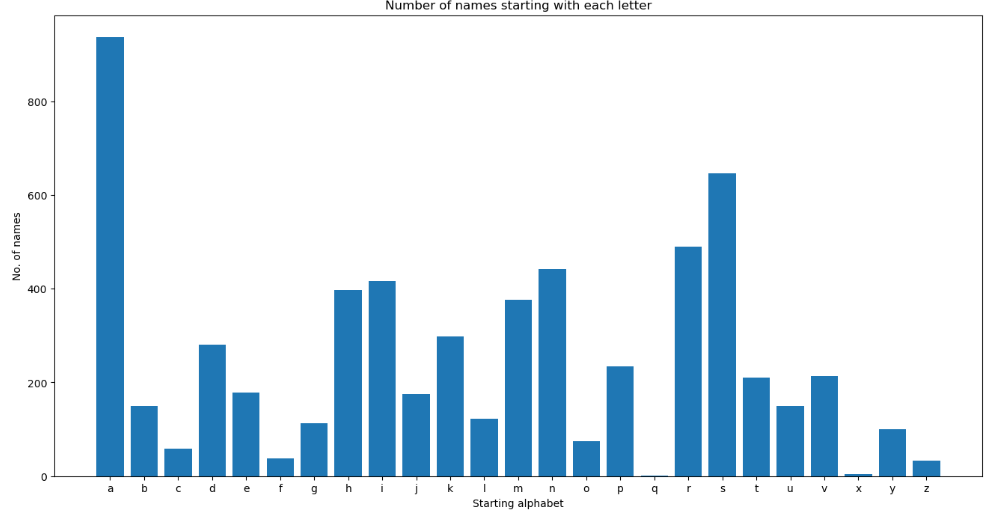 Number of names starting with each letter
No. of names
800
600
400
200
0
a b c d e f g h i j k l m n o p q r s t u v x y z
Starting alphabet